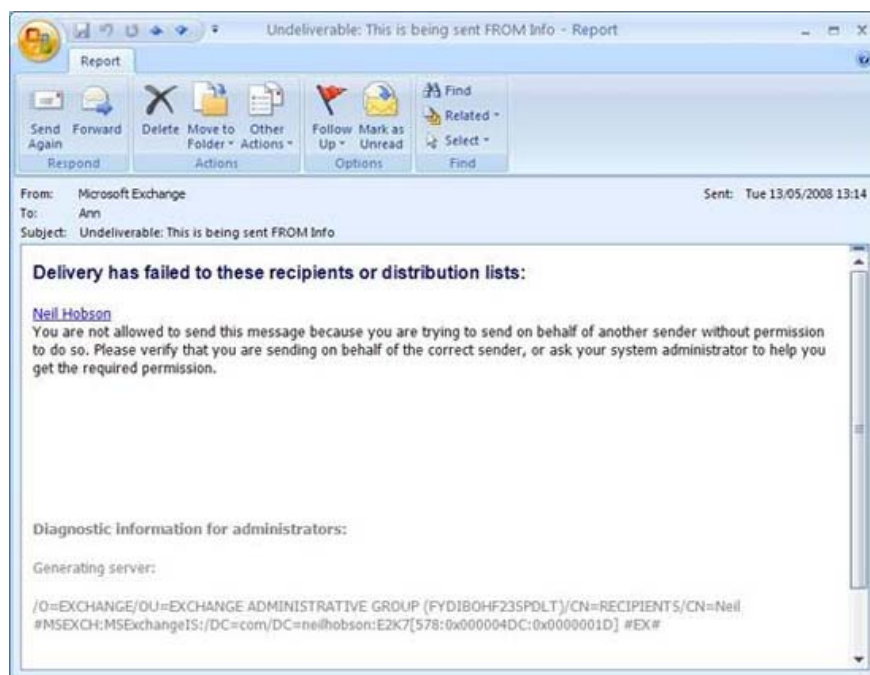 Undeliverable: This is being sent FROM Info - Report
Report
Send Again
Forward
Delete
Move to Folder
Other Actions
Follow Up
Mark as Unread
Find
Related
Select
Respond
Actions
Options
Find
From: Microsoft Exchange
Sent: Tue 13/05/2008 13:14
To: Ann
Subject: Undeliverable: This is being sent FROM Info
Delivery has failed to these recipients or distribution lists:
Neil Hobson
You are not allowed to send this message because you are trying to send on behalf of another sender without permission
to do so. Please verify that you are sending on behalf of the correct sender, or ask your system administrator to help you
get the required permission.
Diagnostic information for administrators:
Generating server:
/O=EXCHANGE/OU=EXCHANGE ADMINISTRATIVE GROUP (FYDIBOHF23SPDLT)/CN=RECIPIENTS/CN=Neil
#MSEXCH:MSExchangeIS:/DC=com/DC=neilhobson:E2K7[578:0x000004DC:0x0000001D] #EX#